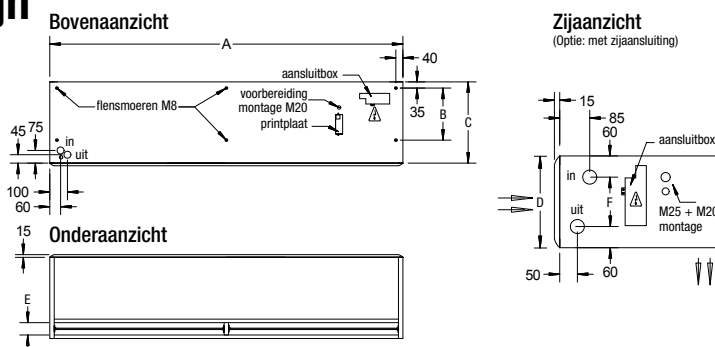 Bovenaanzicht
A
40
aansluitbox
flensmoeren M8
voorbereiding
montage M20
printplaat
35
B
C
45
75
in
uit
100
60
Onderaanzicht
15
E
Zijaanzicht
(Optie: met zijaansluiting)
15
85
60
aansluitbox
in
D
F
uit
M25 + M20
montage
50
60